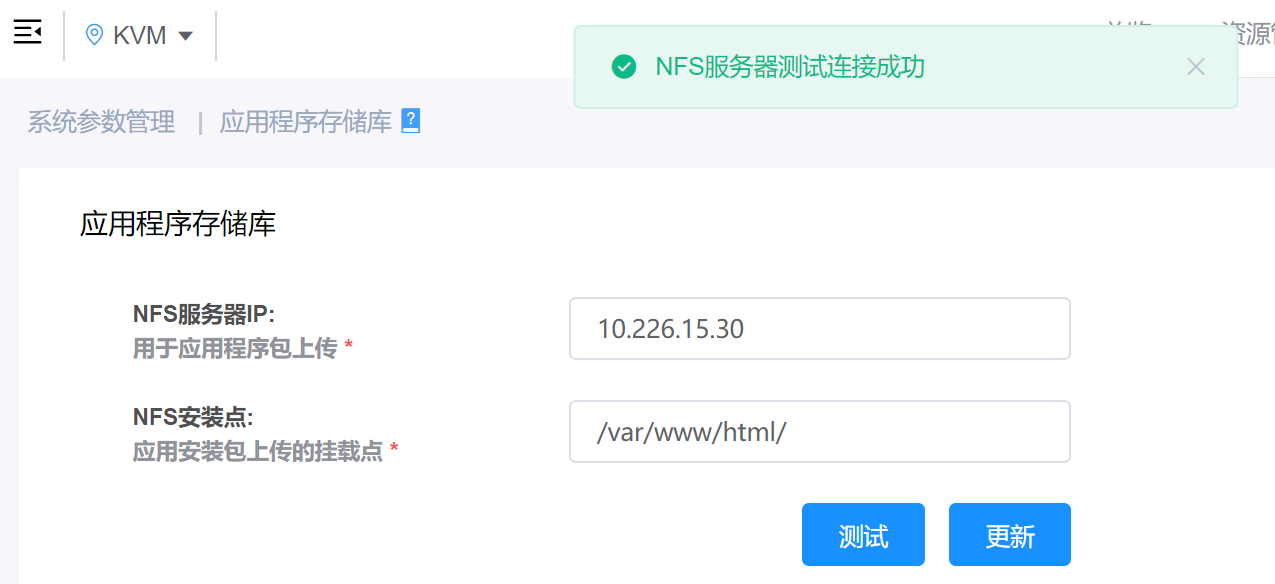 KVM
NFS服务器测试连接成功
系统参数管理 | 应用程序存储库
应用程序存储库
NFS服务器IP:
用于应用程序包上传 *
10.226.15.30
NFS安装点:
应用安装包上传的挂载点 *
/var/www/html/
测试
更新